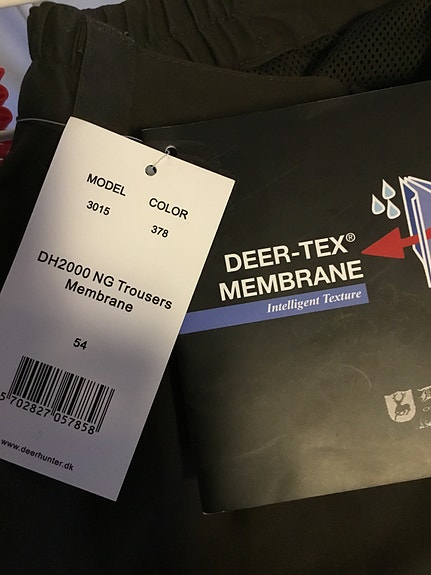 MODEL COLOR
3015 378
DH2000 NG Trousers
Membrane
54
5 702827 057858
www.deerhunter.dk
DEER-TEX®
MEMBRANE
Intelligent Texture